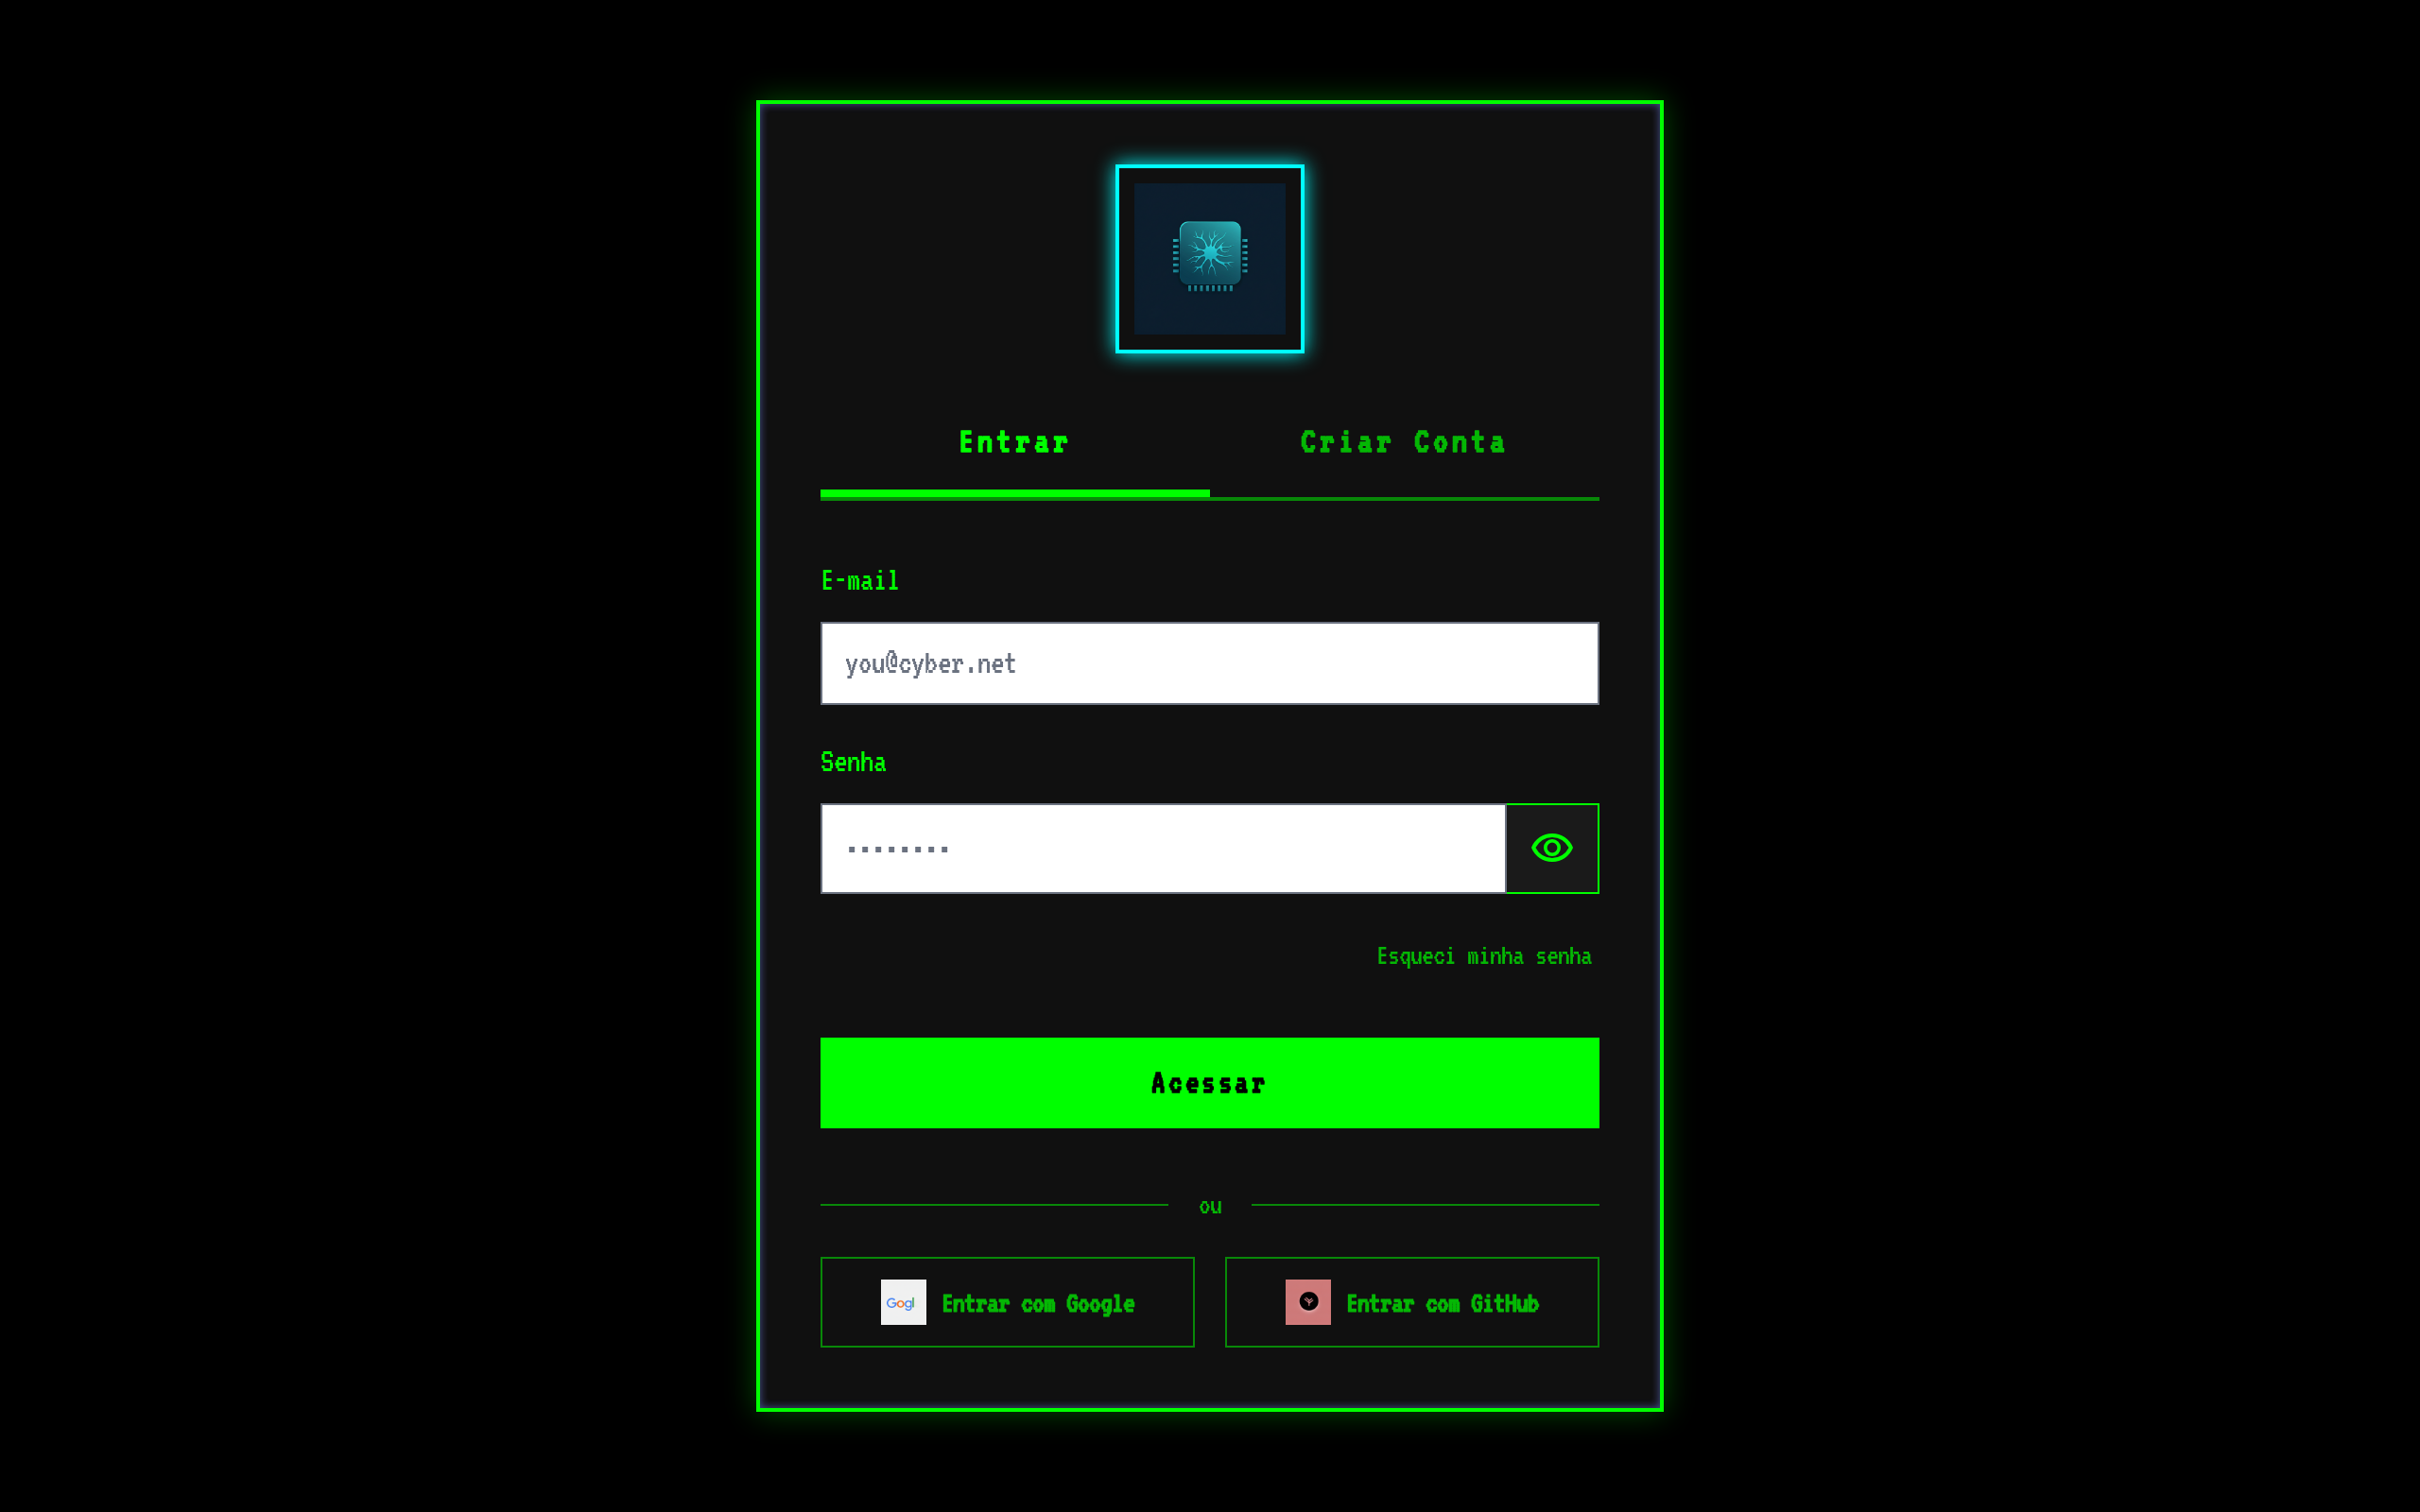 Entrar
Criar Conta
E-mail
you@cyber.net
Senha
Esqueci minha senha
Acessar
ou
Gogl
Entrar com Google
Entrar com GitHub